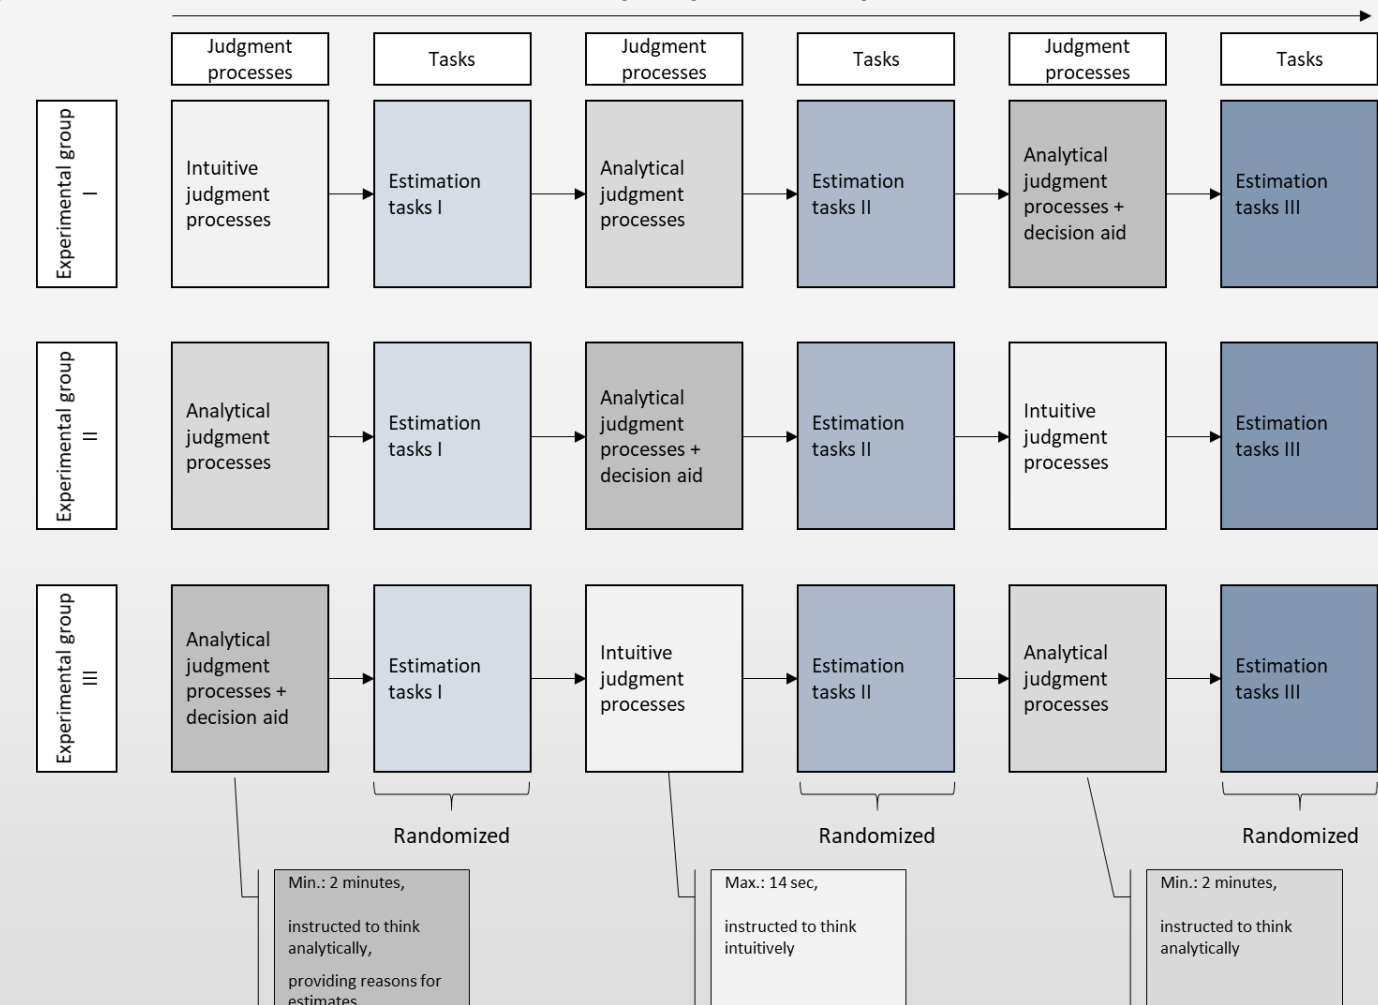 Judgment
processes
Tasks
Judgment
processes
Tasks
Judgment
processes
Tasks
Experimental group
I
Intuitive
judgment
processes
Estimation
tasks I
Analytical
judgment
processes
Estimation
tasks II
Analytical
judgment
processes +
decision aid
Estimation
tasks III
Experimental group
II
Analytical
judgment
processes
Estimation
tasks I
Analytical
judgment
processes +
decision aid
Estimation
tasks II
Intuitive
judgment
processes
Estimation
tasks III
Experimental group
III
Analytical
judgment
processes +
decision aid
Estimation
tasks I
Intuitive
judgment
processes
Estimation
tasks II
Analytical
judgment
processes
Estimation
tasks III
Randomized
Randomized
Randomized
Min.: 2 minutes,
instructed to think
analytically,
providing reasons for
estimates
Max.: 14 sec,
instructed to think
intuitively
Min.: 2 minutes,
instructed to think
analytically